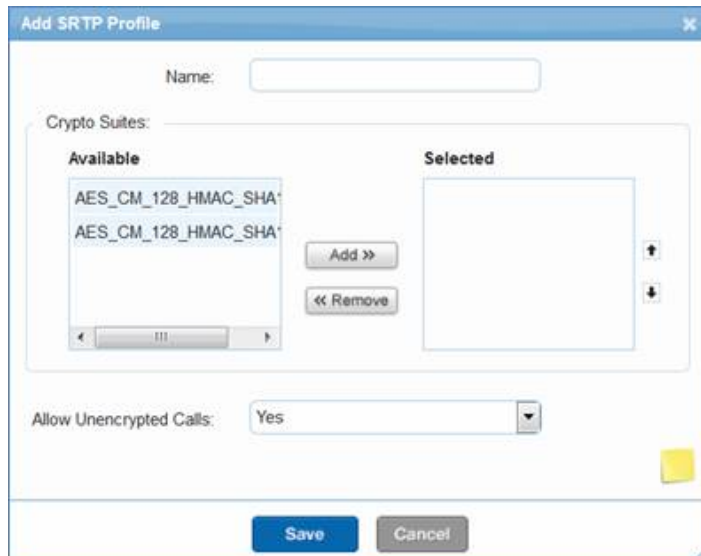 Add SRTP Profile
Name:
Crypto Suites:
Available
Selected
AES_CM_128_HMAC_SHA
AES_CM_128_HMAC_SHA
Add »
« Remove
Allow Unencrypted Calls:
Yes
Save
Cancel